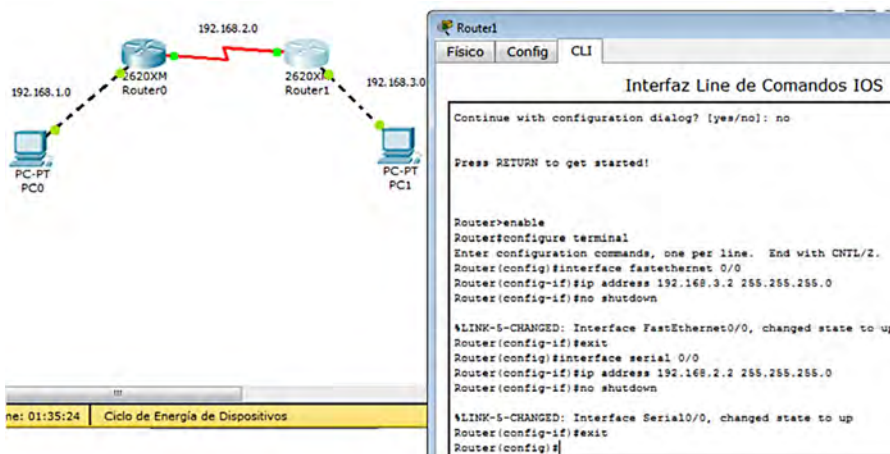 192.168.2.0
2620XM
Router0
Router1
192.168.1.0
192.168.3.0
PC-PT
PC0
PC-PT
PC1
01:35:24
Ciclo de Energía de Dispositivos
Router1
Físico
Config
CLI
Interfaz Line de Comandos IOS
Continue with configuration dialog? [yes/no]: no
Press RETURN to get started!
Router>enable
Router#configure terminal
Enter configuration commands, one per line. End with CNTL/Z.
Router(config)#interface fastethernet 0/0
Router(config-if)#ip address 192.168.3.2 255.255.255.0
Router(config-if)#no shutdown
%LINK-5-CHANGED: Interface FastEthernet0/0, changed state to up
Router(config-if)#exit
Router(config)#interface serial 0/0
Router(config-if)#ip address 192.168.2.2 255.255.255.0
Router(config-if)#no shutdown
%LINK-5-CHANGED: Interface Serial0/0, changed state to up
Router(config-if)#exit
Router(config)#